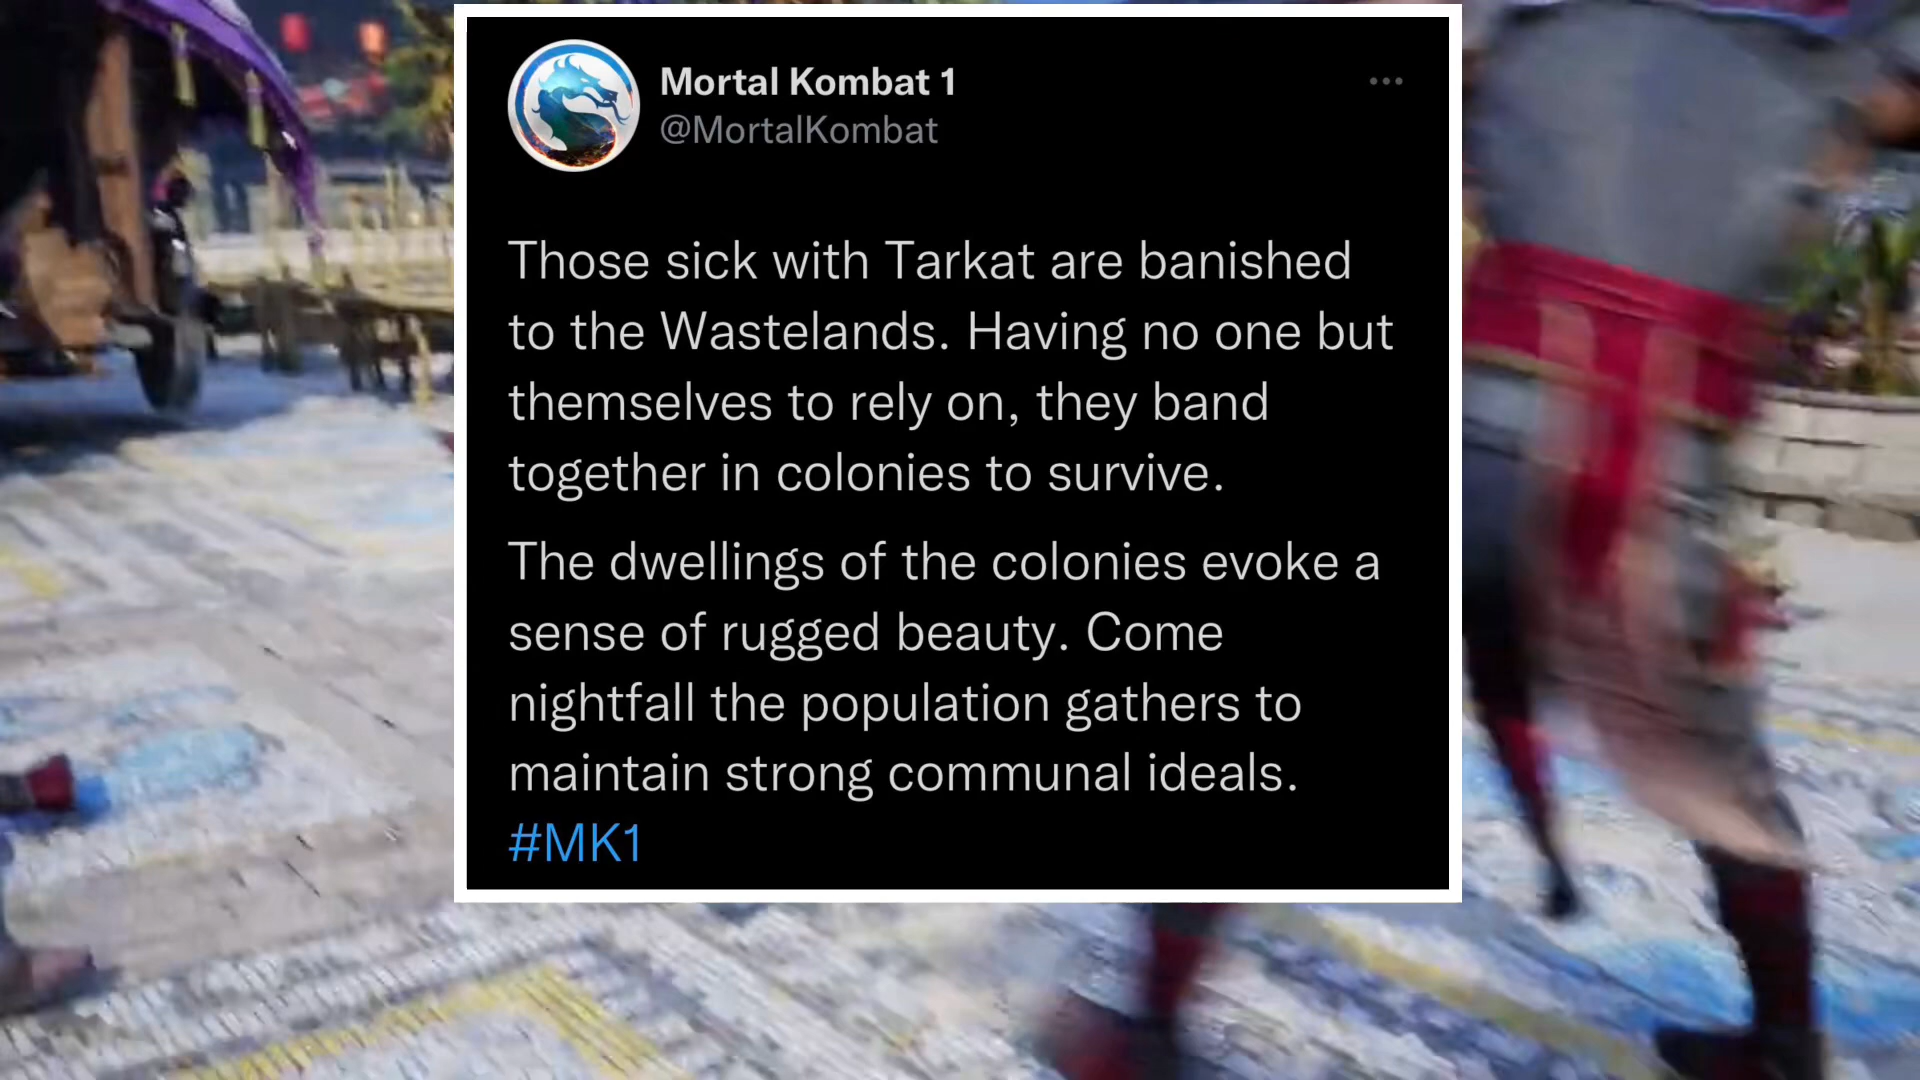 Mortal Kombat 1
@MortalKombat
Those sick with Tarkat are banished
to the Wastelands. Having no one but
themselves to rely on, they band
together in colonies to survive.
The dwellings of the colonies evoke a
sense of rugged beauty. Come
nightfall the population gathers to
maintain strong communal ideals.
#MK1